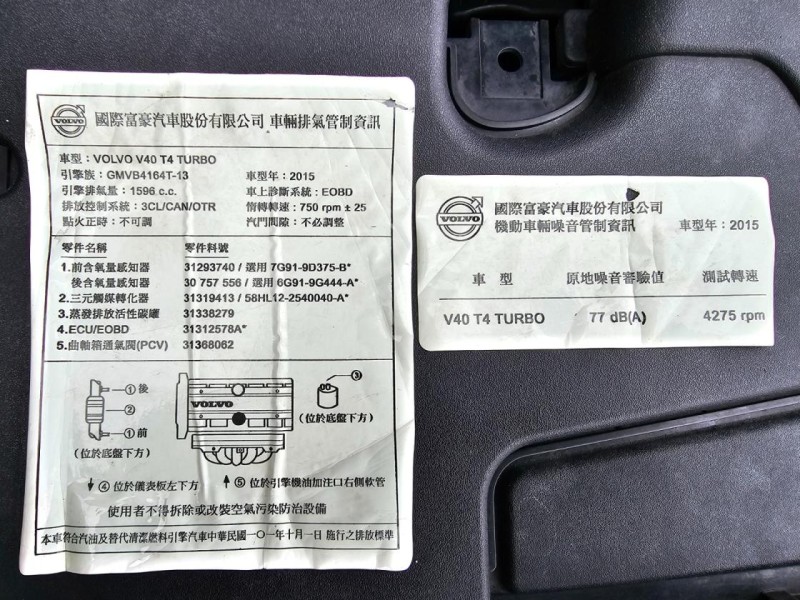 VOLVO
國際富豪汽車股份有限公司 車輛排氣管制資訊
車型：VOLVO V40 T4 TURBO
引擎族：GMVB4164T-13 車型年：2015
引擎排氣量：1596 c.c. 車上診斷系統：EOBD
排放控制系統：3CL/CAN/OTR 惰轉轉速：750 rpm ± 25
點火正時：不可調 汽門間隙：不必調整
零件名稱 零件料號
1.前含氧量感知器 31293740 / 選用 7G91-9D375-B*
後含氧量感知器 30 757 556 / 選用 6G91-9G444-A*
2.三元觸媒轉化器 31319413 / 58HL12-2540040-A*
3.蒸發排放活性碳罐 31338279
4.ECU/EOBD 31312578A*
5.曲軸箱通氣閥(PCV) 31368062
①後
②
①前
(位於底盤下方)
VOLVO
③
(位於底盤下方)
④ 位於儀表板左下方
⑤ 位於引擎機油加注口右側軟管
使用者不得拆除或改裝空氣污染防治設備
本車符合汽油及替代清潔燃料引擎汽車中華民國一〇一年十月一日 施行之排放標準
VOLVO
國際富豪汽車股份有限公司
機動車輛噪音管制資訊 車型年：2015
車 型 原地噪音審驗值 測試轉速
V40 T4 TURBO 77 dB(A) 4275 rpm